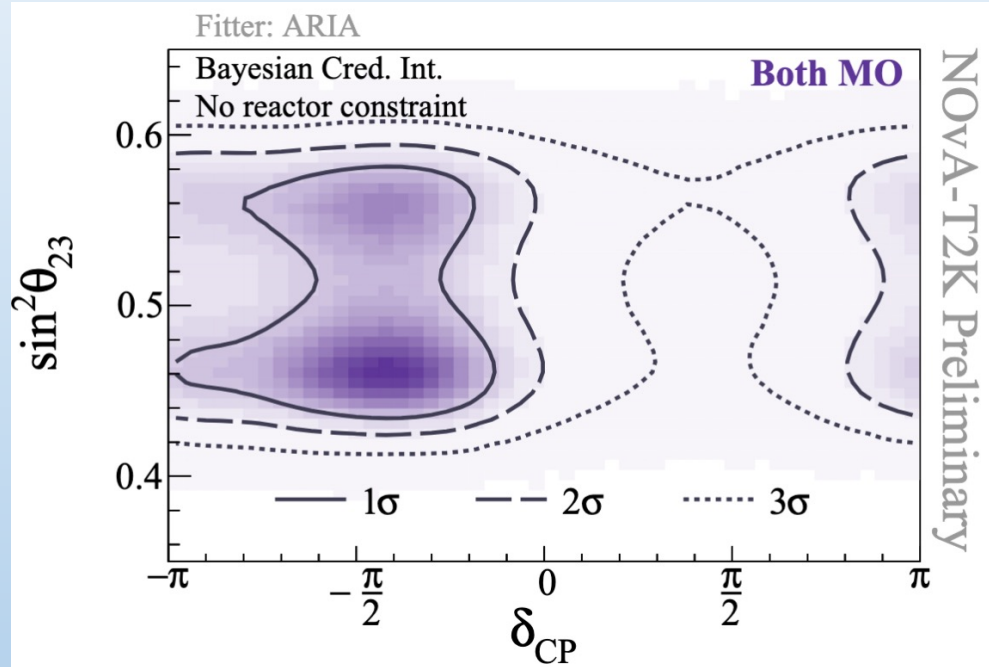 Fitter: ARIA
Bayesian Cred. Int.
Both MO
No reactor constraint
NOvA-T2K Preliminary
sin²θ₂₃
0.6
0.5
0.4
1σ 2σ 3σ
−π −π/2 0 π/2 π
δCP